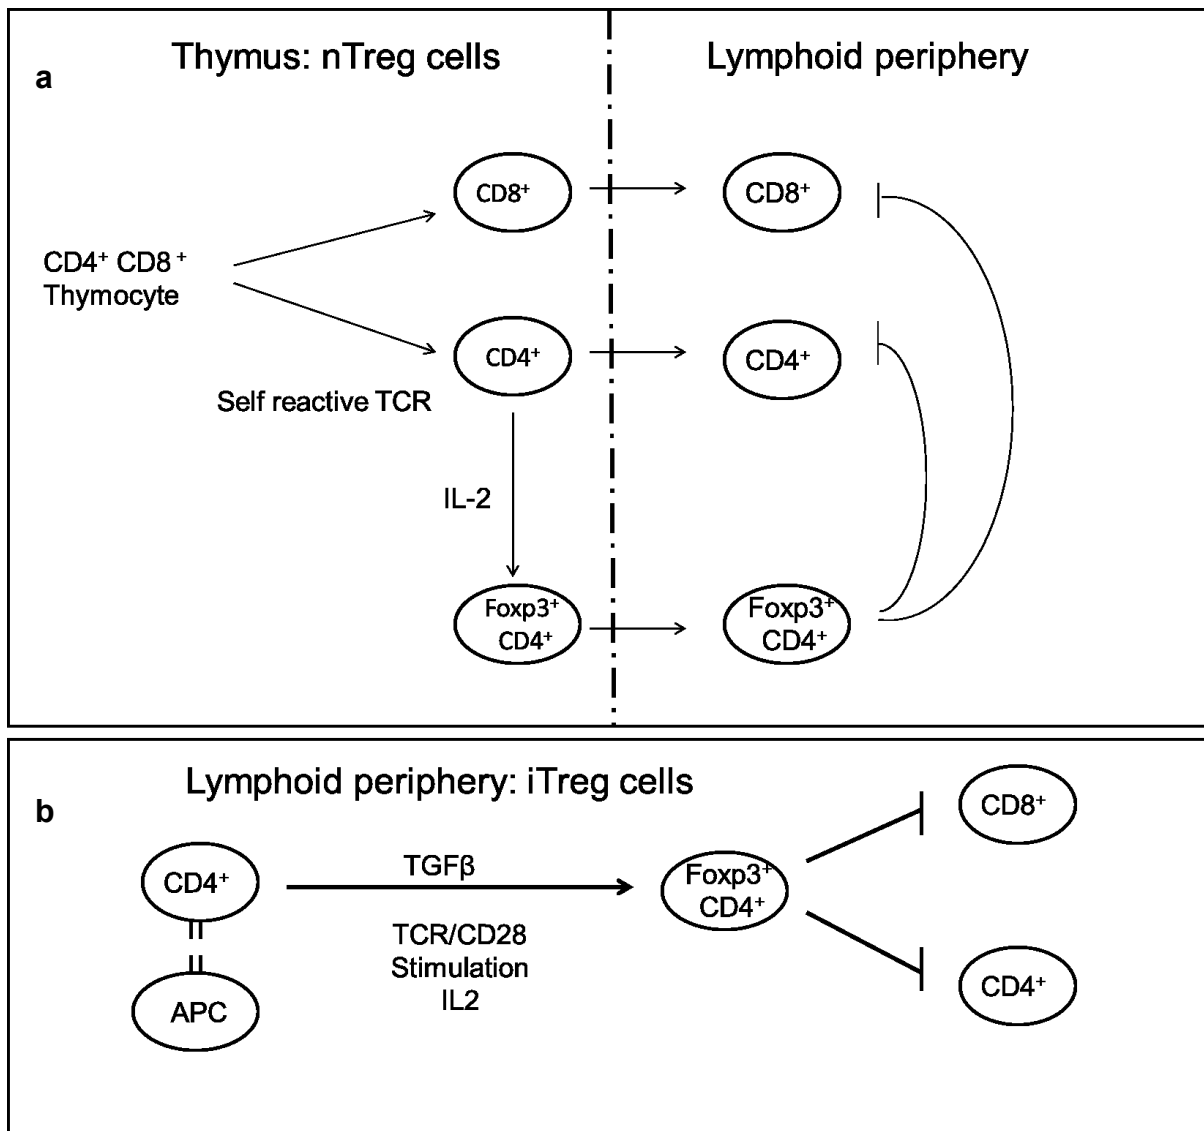 a
Thymus: nTreg cells
Lymphoid periphery
CD8⁺
CD8⁺
CD4⁺ CD8 ⁺
Thymocyte
CD4⁺
CD4⁺
Self reactive TCR
IL-2
Foxp3⁺
CD4⁺
Foxp3⁺
CD4⁺
b
Lymphoid periphery: iTreg cells
CD4⁺
APC
TGFβ
TCR/CD28
Stimulation
IL2
Foxp3⁺
CD4⁺
CD8⁺
CD4⁺